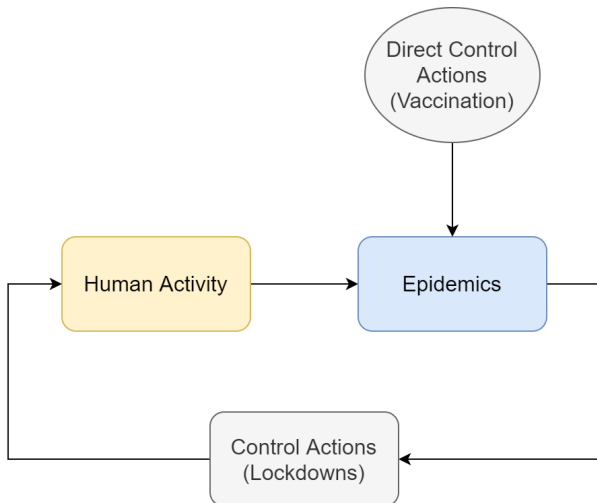 Direct Control
Actions
(Vaccination)
Human Activity
Epidemics
Control Actions
(Lockdowns)